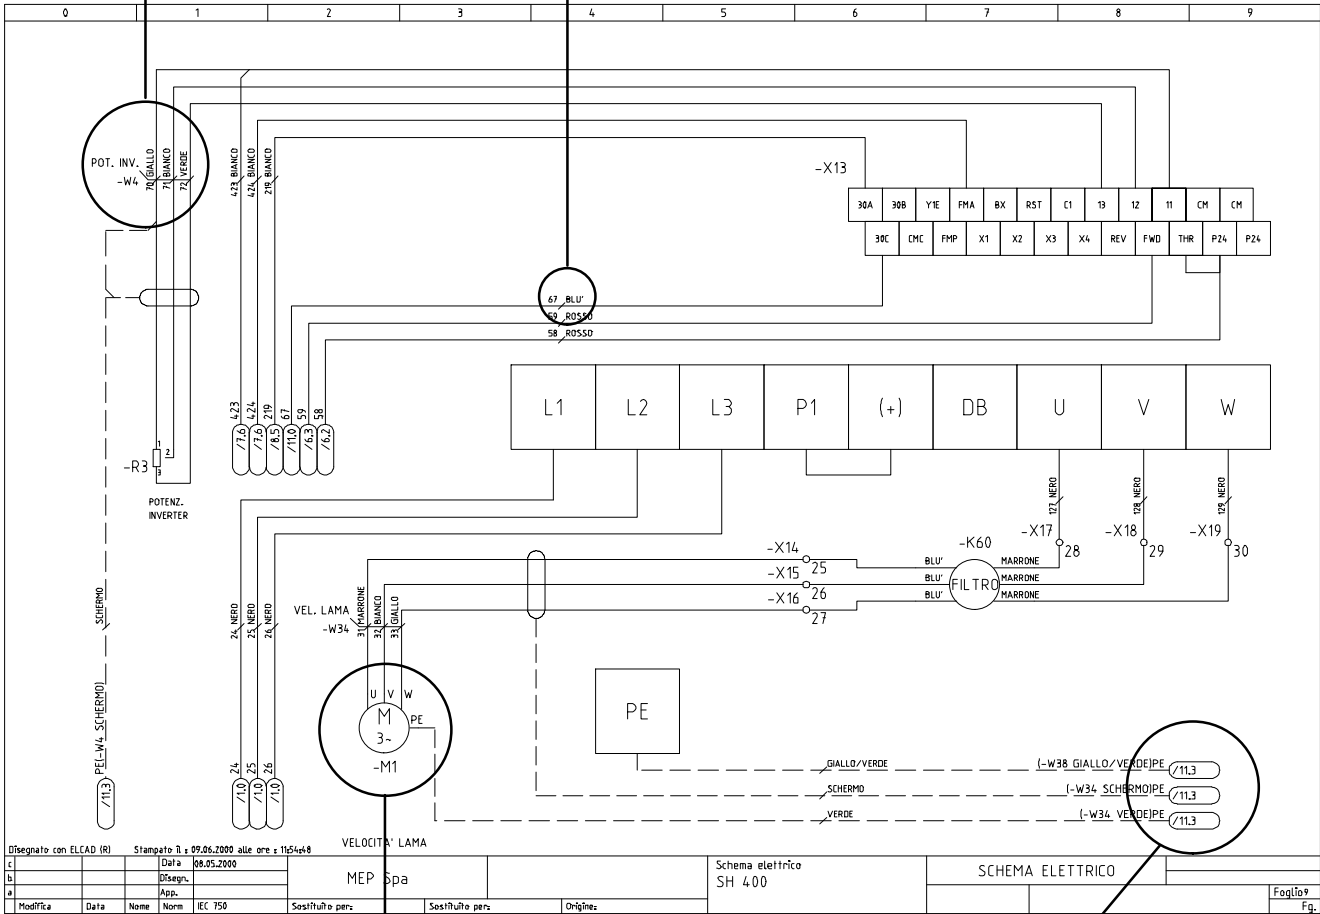 0 1 2 3 4 5 6 7 8 9
POT. INV.
-W4
70 GIALLO
71 BIANCO
72 VERDE
423 BIANCO
424 BIANCO
219 BIANCO
-X13
30A 30B Y1E FMA BX RST C1 13 12 11 CM CM
30C CMC FMP X1 X2 X3 X4 REV FWD THR P24 P24
67 BLU'
59 ROSSO
58 ROSSO
L1 L2 L3 P1 (+) DB U V W
423 424 219 67 59 58
/7.6 /7.6 /8.5 /11.0 /6.3 /6.2
-R3
1
2
3
POTENZ.
INVERTER
127 NERO
128 NERO
129 NERO
-X17 -X18 -X19
28 29 30
-X14
25
-X15
26
-X16
27
-K60
FILTRO
BLU' MARRONE
BLU' MARRONE
BLU' MARRONE
SCHERMO
24 NERO
25 NERO
26 NERO
VEL. LAMA
-W34
31 MARRONE
32 BIANCO
33 GIALLO
U V W
M
3~
PE
-M1
PE
PE(-W4 SCHERMO)
/11.3
24 25 26
/1.0 /1.0 /1.0
GIALLO/VERDE (-W38 GIALLO/VERDE)PE /11.3
SCHERMO (-W34 SCHERMO)PE /11.3
VERDE (-W34 VERDE)PE /11.3
VELOCITA' LAMA
Disegnato con ELCAD (R) Stampato il : 09.06.2000 alle ore : 11:54:48
c Data 08.05.2000
b Disegn.
a App.
Modifica Data Nome Norm IEC 750
MEP Spa
Sostituito per: Sostituito per: Origine:
Schema elettrico
SH 400
SCHEMA ELETTRICO
Foglio9
Fg.